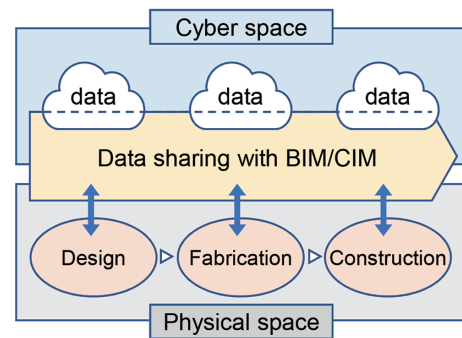 Cyber space
data
data
data
Data sharing with BIM/CIM
Design
Fabrication
Construction
Physical space